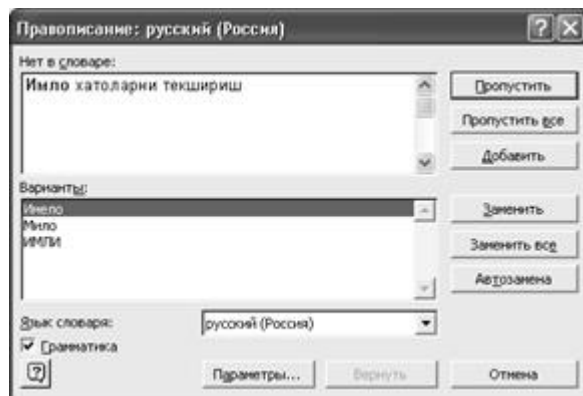 Правописание: русский (Россия)
Нет в словаре:
Имло хатоларни текшириш
Пропустить
Пропустить все
Добавить
Варианты:
Имело
Мило
ИМЛИ
Заменить
Заменить все
Автозамена
Язык словаря:
русский (Россия)
Грамматика
Параметры...
Вернуть
Отмена